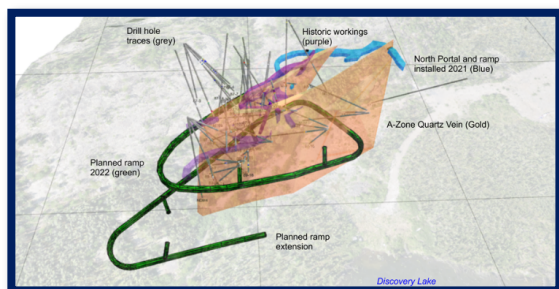 Drill hole
traces (grey)
Historic workings
(purple)
North Portal and ramp
installed 2021 (Blue)
A-Zone Quartz Vein (Gold)
Planned ramp
2022 (green)
Planned ramp
extension
Discovery Lake